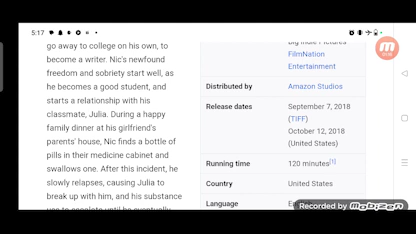 5:17
go away to college on his own, to
become a writer. Nic's newfound
freedom and sobriety start well, as
he becomes a good student, and
starts a relationship with his
classmate, Julia. During a happy
family dinner at his girlfriend's
parents' house, Nic finds a bottle of
pills in their medicine cabinet and
swallows one. After this incident, he
slowly relapses, causing Julia to
break up with him, and his substance
Big Indie Pictures
FilmNation
Entertainment
Distributed by
Amazon Studios
Release dates
September 7, 2018
(TIFF)
October 12, 2018
(United States)
Running time
120 minutes[1]
Country
United States
Language
Recorded by mobizen